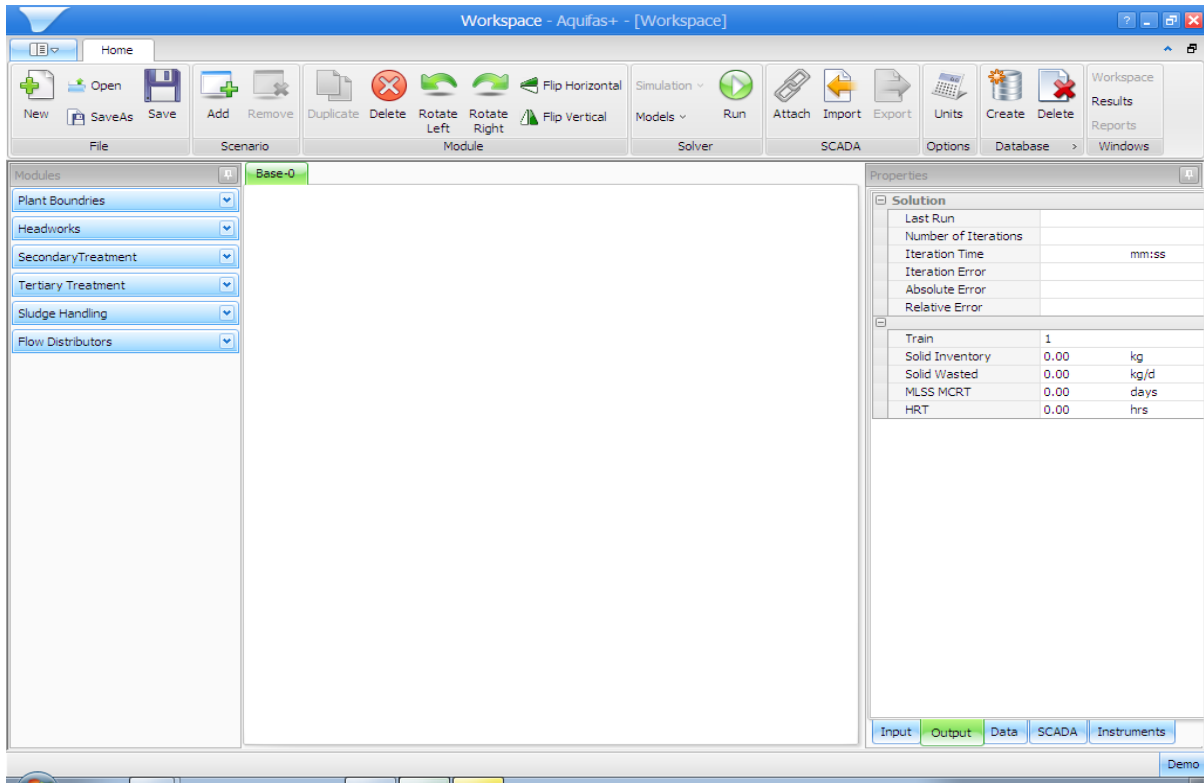 Workspace - Aquifas+ - [Workspace]
Home
New
Open
SaveAs
Save
File
Add
Remove
Scenario
Duplicate
Delete
Rotate Left
Rotate Right
Flip Horizontal
Flip Vertical
Module
Simulation
Models
Run
Solver
Attach
Import
Export
SCADA
Units
Options
Create
Delete
Database
Workspace
Results
Reports
Windows
Modules
Plant Boundries
Headworks
SecondaryTreatment
Tertiary Treatment
Sludge Handling
Flow Distributors
Base-0
Properties
Solution
Last Run
Number of Iterations
Iteration Time mm:ss
Iteration Error
Absolute Error
Relative Error
Train 1
Solid Inventory 0.00 kg
Solid Wasted 0.00 kg/d
MLSS MCRT 0.00 days
HRT 0.00 hrs
Input Output Data SCADA Instruments
Demo